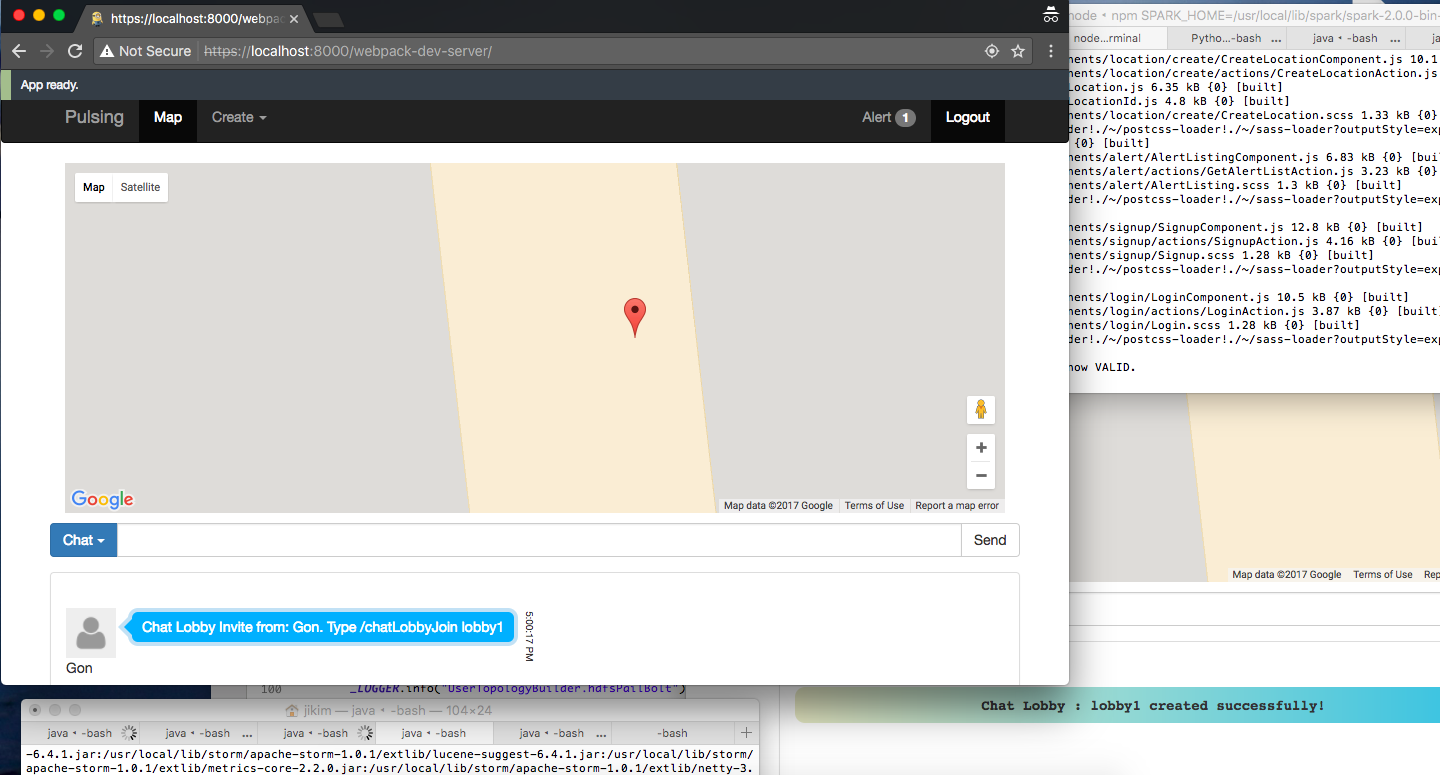 https://localhost:8000/webpac
Not Secure https://localhost:8000/webpack-dev-server/
App ready.
Pulsing Map Create Alert 1 Logout
Map Satellite
Google
Map data ©2017 Google Terms of Use Report a map error
Chat Send
Chat Lobby Invite from: Gon. Type /chatLobbyJoin lobby1
5:00:17 PM
Gon
node • npm SPARK_HOME=/usr/local/lib/spark/spark-2.0.0-bin-
node...rminal Pytho...-bash ... java • -bash ... ja
nents/location/create/CreateLocationComponent.js 10.1
nents/location/create/actions/CreateLocationAction.js
Location.js 6.35 kB {0} [built]
LocationId.js 4.8 kB {0} [built]
nents/location/create/CreateLocation.scss 1.33 kB {0}
der!./~/postcss-loader!./~/sass-loader?outputStyle=exp
{0} [built]
nents/alert/AlertListingComponent.js 6.83 kB {0} [buil
nents/alert/actions/GetAlertListAction.js 3.23 kB {0}
nents/alert/AlertListing.scss 1.3 kB {0} [built]
der!./~/postcss-loader!./~/sass-loader?outputStyle=exp
nents/signup/SignupComponent.js 12.8 kB {0} [built]
nents/signup/actions/SignupAction.js 4.16 kB {0} [buil
nents/signup/Signup.scss 1.28 kB {0} [built]
der!./~/postcss-loader!./~/sass-loader?outputStyle=exp
nents/login/LoginComponent.js 10.5 kB {0} [built]
nents/login/actions/LoginAction.js 3.87 kB {0} [built]
nents/login/Login.scss 1.28 kB {0} [built]
der!./~/postcss-loader!./~/sass-loader?outputStyle=exp
now VALID.
Map data ©2017 Google Terms of Use Rep
100 _LOGGER.info("UserTopologyBuilder.hdfsPailBolt")
Chat Lobby : lobby1 created successfully!
jikim — java • -bash — 104×24
java • -bash java • -bash ... java • -bash java • -bash java • -bash ... -bash
-6.4.1.jar:/usr/local/lib/storm/apache-storm-1.0.1/extlib/lucene-suggest-6.4.1.jar:/usr/local/lib/storm/
apache-storm-1.0.1/extlib/metrics-core-2.2.0.jar:/usr/local/lib/storm/apache-storm-1.0.1/extlib/netty-3.